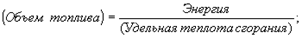 (Объем топлива) = Энергия / (Удельная теплота сгорания);